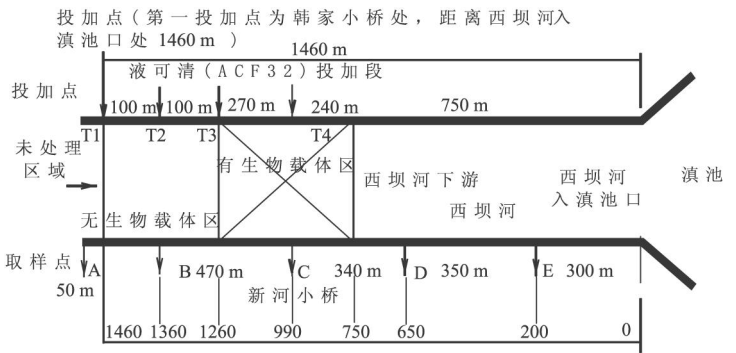 投加点(第一投加点为韩家小桥处,距离西坝河入
滇池口处1460 m )
1460 m
液可清(ACF32)投加段
投加点
100 m 100 m 270 m 240 m 750 m
T1 T2 T3 T4
未处理
区域
有生物载体区
西坝河下游
西坝河
入滇池口
滇池
西坝河
无生物载体区
取样点
A B 470 m C 340 m D 350 m E 300 m
50 m
新河小桥
1460 1360 1260 990 750 650 200 0